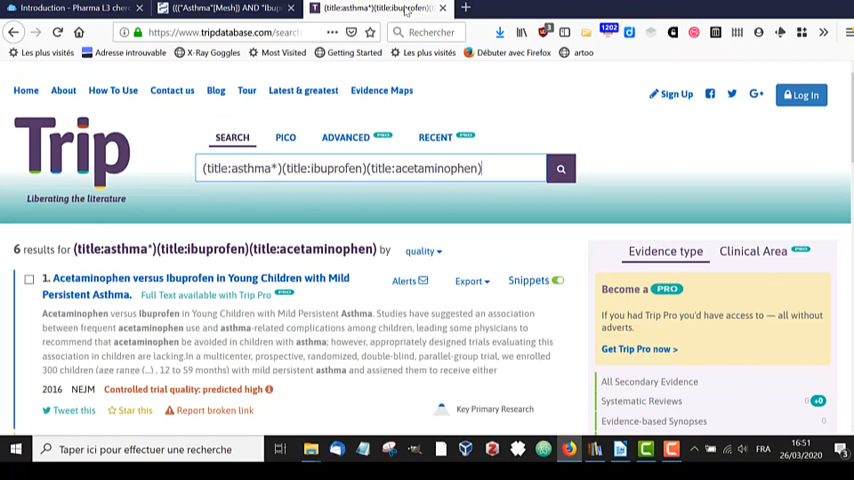 Introduction - Pharma L3 cherc
((("Asthma"[Mesh]) AND "Ibup
(title:asthma*)(title:ibuprofen)(
https://www.tripdatabase.com/search
Rechercher
1202
Les plus visités
Adresse introuvable
X-Ray Goggles
Most Visited
Getting Started
Les plus visités
Débuter avec Firefox
artoo
Home About How To Use Contact us Blog Tour Latest & greatest Evidence Maps
Sign Up
Log In
Trip
Liberating the literature
SEARCH PICO ADVANCED PRO RECENT PRO
(title:asthma*)(title:ibuprofen)(title:acetaminophen)
6 results for (title:asthma*)(title:ibuprofen)(title:acetaminophen) by quality
1. Acetaminophen versus Ibuprofen in Young Children with Mild
Persistent Asthma. Full Text available with Trip Pro PRO
Alerts
Export
Snippets
Acetaminophen versus Ibuprofen in Young Children with Mild Persistent Asthma. Studies have suggested an association
between frequent acetaminophen use and asthma-related complications among children, leading some physicians to
recommend that acetaminophen be avoided in children with asthma; however, appropriately designed trials evaluating this
association in children are lacking.In a multicenter, prospective, randomized, double-blind, parallel-group trial, we enrolled
300 children (age range (...), 12 to 59 months) with mild persistent asthma and assigned them to receive either
2016 NEJM Controlled trial quality: predicted high
Tweet this
Star this
Report broken link
Key Primary Research
Evidence type
Clinical Area PRO
Become a PRO
If you had Trip Pro you'd have access to — all without
adverts.
Get Trip Pro now >
All Secondary Evidence
Systematic Reviews 0 +0
Evidence-based Synopses 0
Taper ici pour effectuer une recherche
FRA
16:51
26/03/2020
3